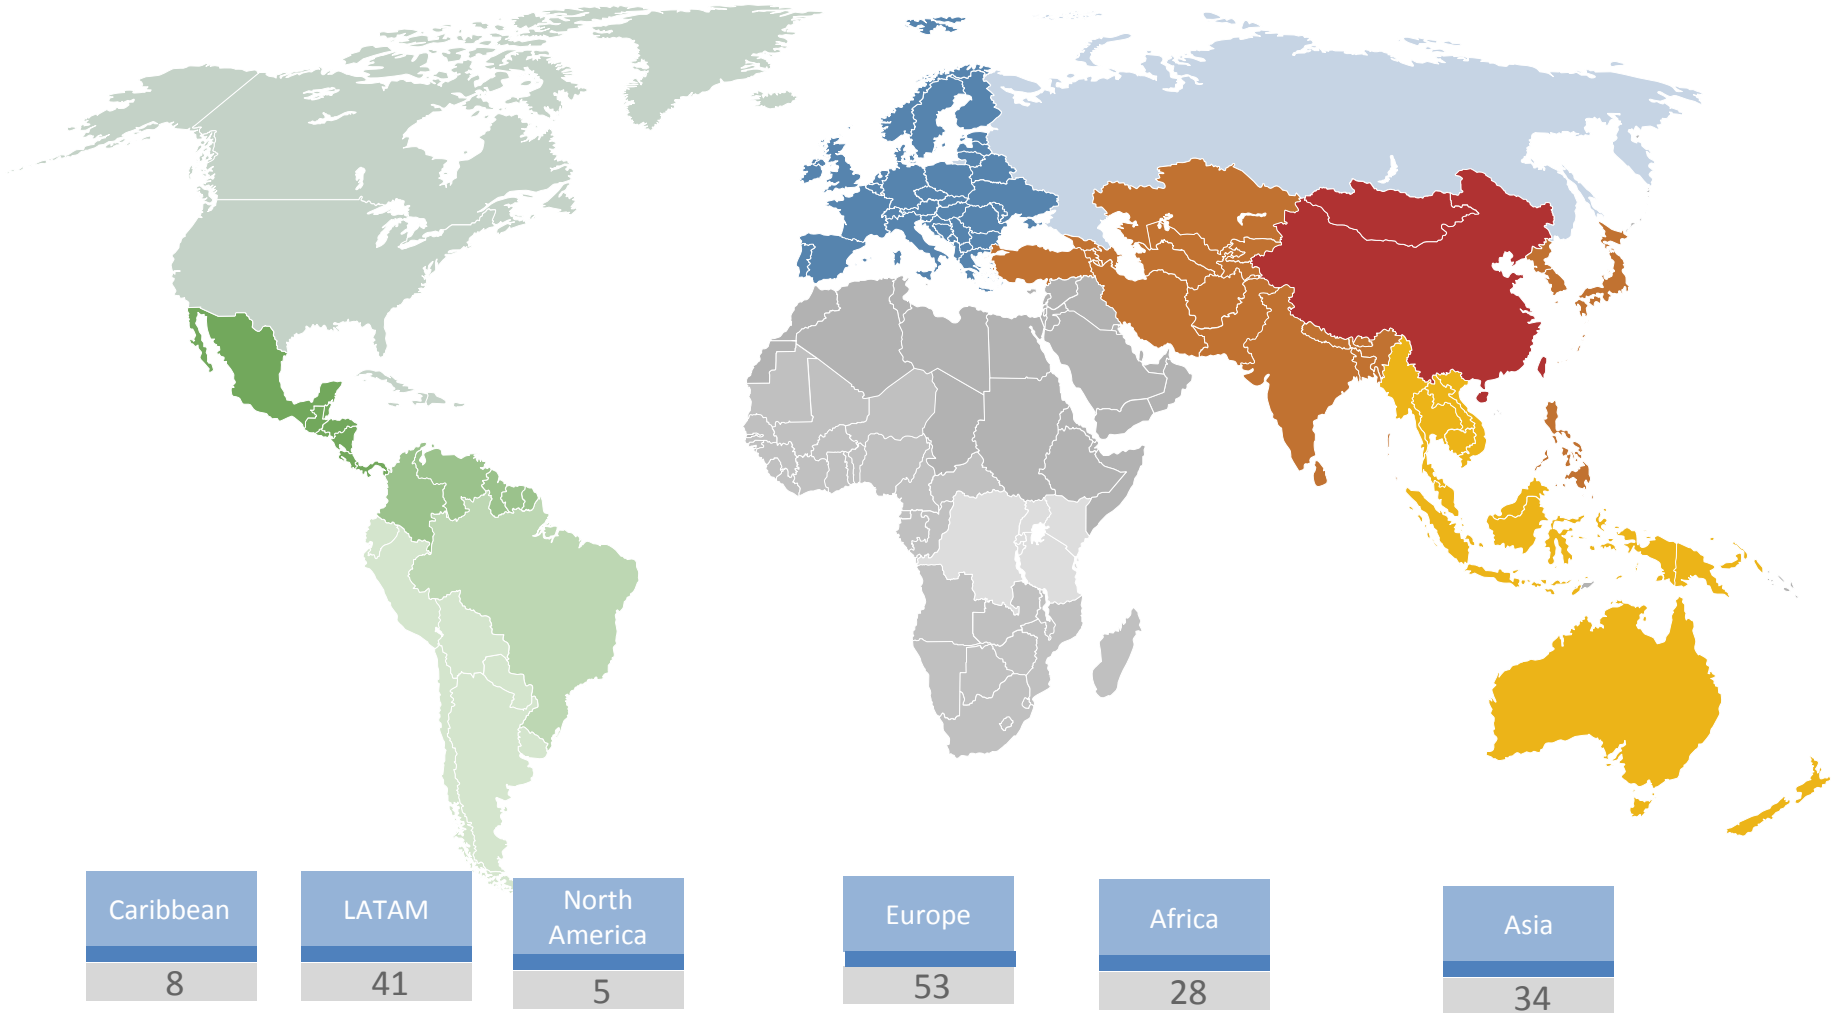 Caribbean
8
LATAM
41
North
America
5
Europe
53
Africa
28
Asia
34